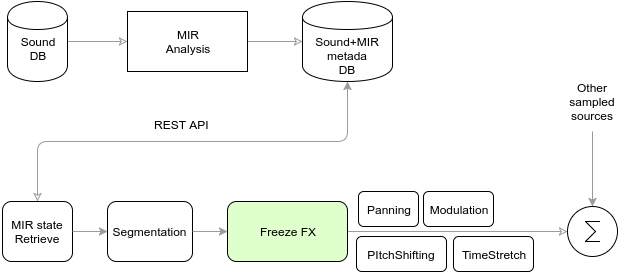 Sound
DB
MIR
Analysis
Sound+MIR
metada
DB
Other
sampled
sources
REST API
MIR state
Retrieve
Segmentation
Freeze FX
Panning
Modulation
PItchShifting
TimeStretch
Σ